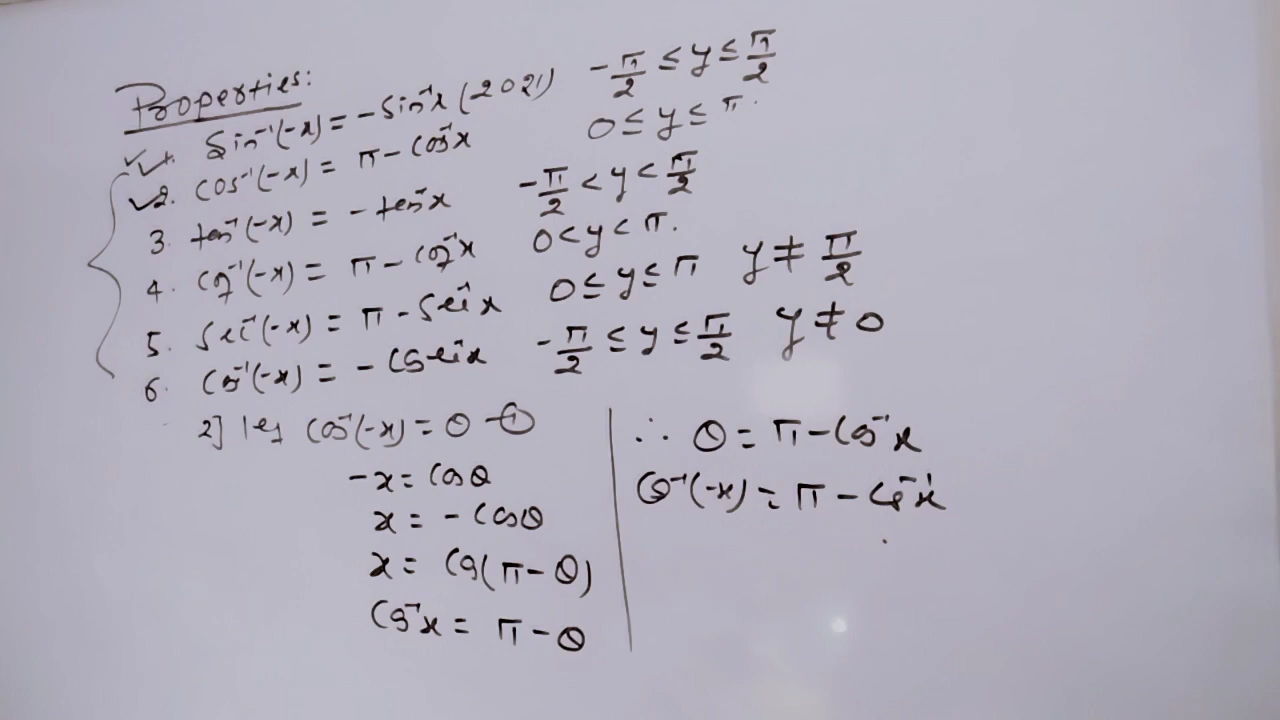 Properties:
1. Sin⁻¹(-x) = -Sin⁻¹x (2021) -π/2 ≤ y ≤ π/2
2. Cos⁻¹(-x) = π - Cos⁻¹x 0 ≤ y ≤ π.
3. tan⁻¹(-x) = -tan⁻¹x -π/2 < y < π/2
4. Cot⁻¹(-x) = π - Cot⁻¹x 0 < y < π.
5. Sec⁻¹(-x) = π - Sec⁻¹x 0 ≤ y ≤ π y ≠ π/2
6. Cos⁻¹(-x) = -Cosec⁻¹x -π/2 ≤ y ≤ π/2 y ≠ 0
2] let Cos⁻¹(-x) = θ -①
-x = Cosθ
x = -Cosθ
x = Cos(π-θ)
Cos⁻¹x = π-θ
∴ θ = π-Cos⁻¹x
Cos⁻¹(-x) = π-Cos⁻¹x